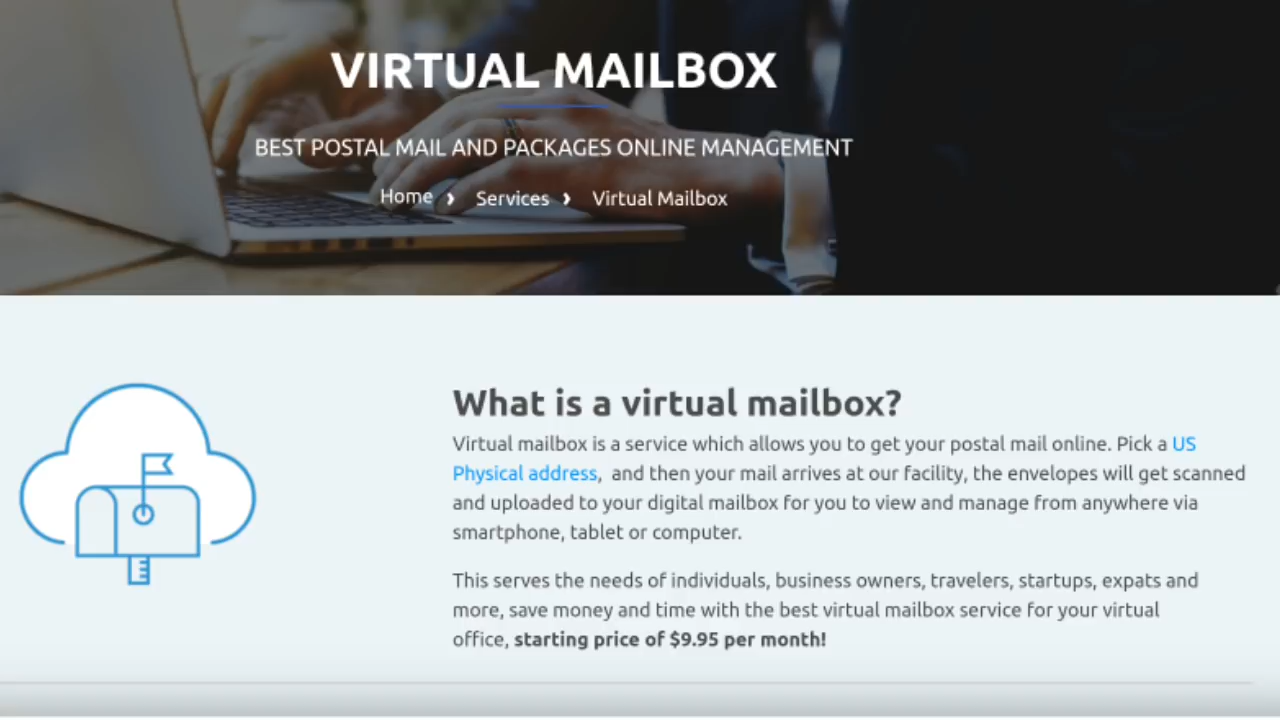 VIRTUAL MAILBOX
BEST POSTAL MAIL AND PACKAGES ONLINE MANAGEMENT
Home › Services › Virtual Mailbox
What is a virtual mailbox?
Virtual mailbox is a service which allows you to get your postal mail online. Pick a US
Physical address, and then your mail arrives at our facility, the envelopes will get scanned
and uploaded to your digital mailbox for you to view and manage from anywhere via
smartphone, tablet or computer.
This serves the needs of individuals, business owners, travelers, startups, expats and
more, save money and time with the best virtual mailbox service for your virtual
office, starting price of $9.95 per month!